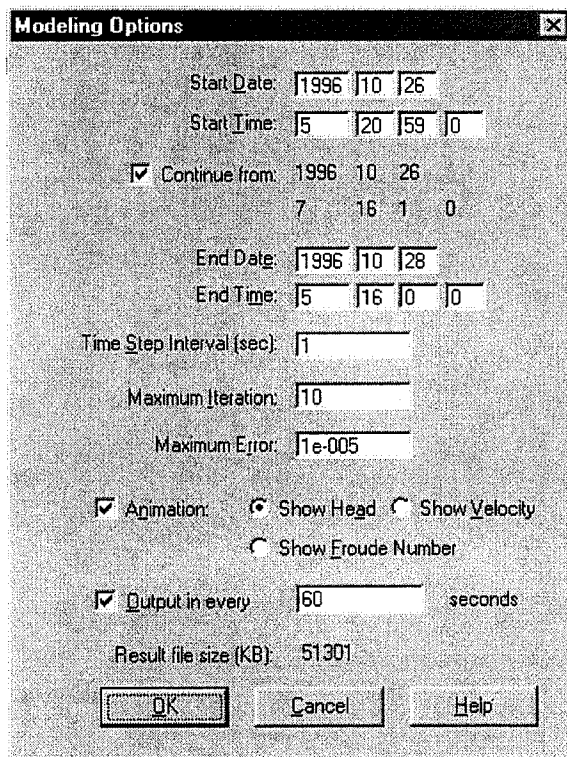 Modeling Options
Start Date: 1996 10 26
Start Time: 5 20 59 0
Continue from: 1996 10 26
7 16 1 0
End Date: 1996 10 28
End Time: 5 16 0 0
Time Step Interval (sec): 1
Maximum Iteration: 10
Maximum Error: 1e-005
Animation: Show Head Show Velocity
Show Froude Number
Output in every 60 seconds
Result file size (KB): 51301
OK Cancel Help